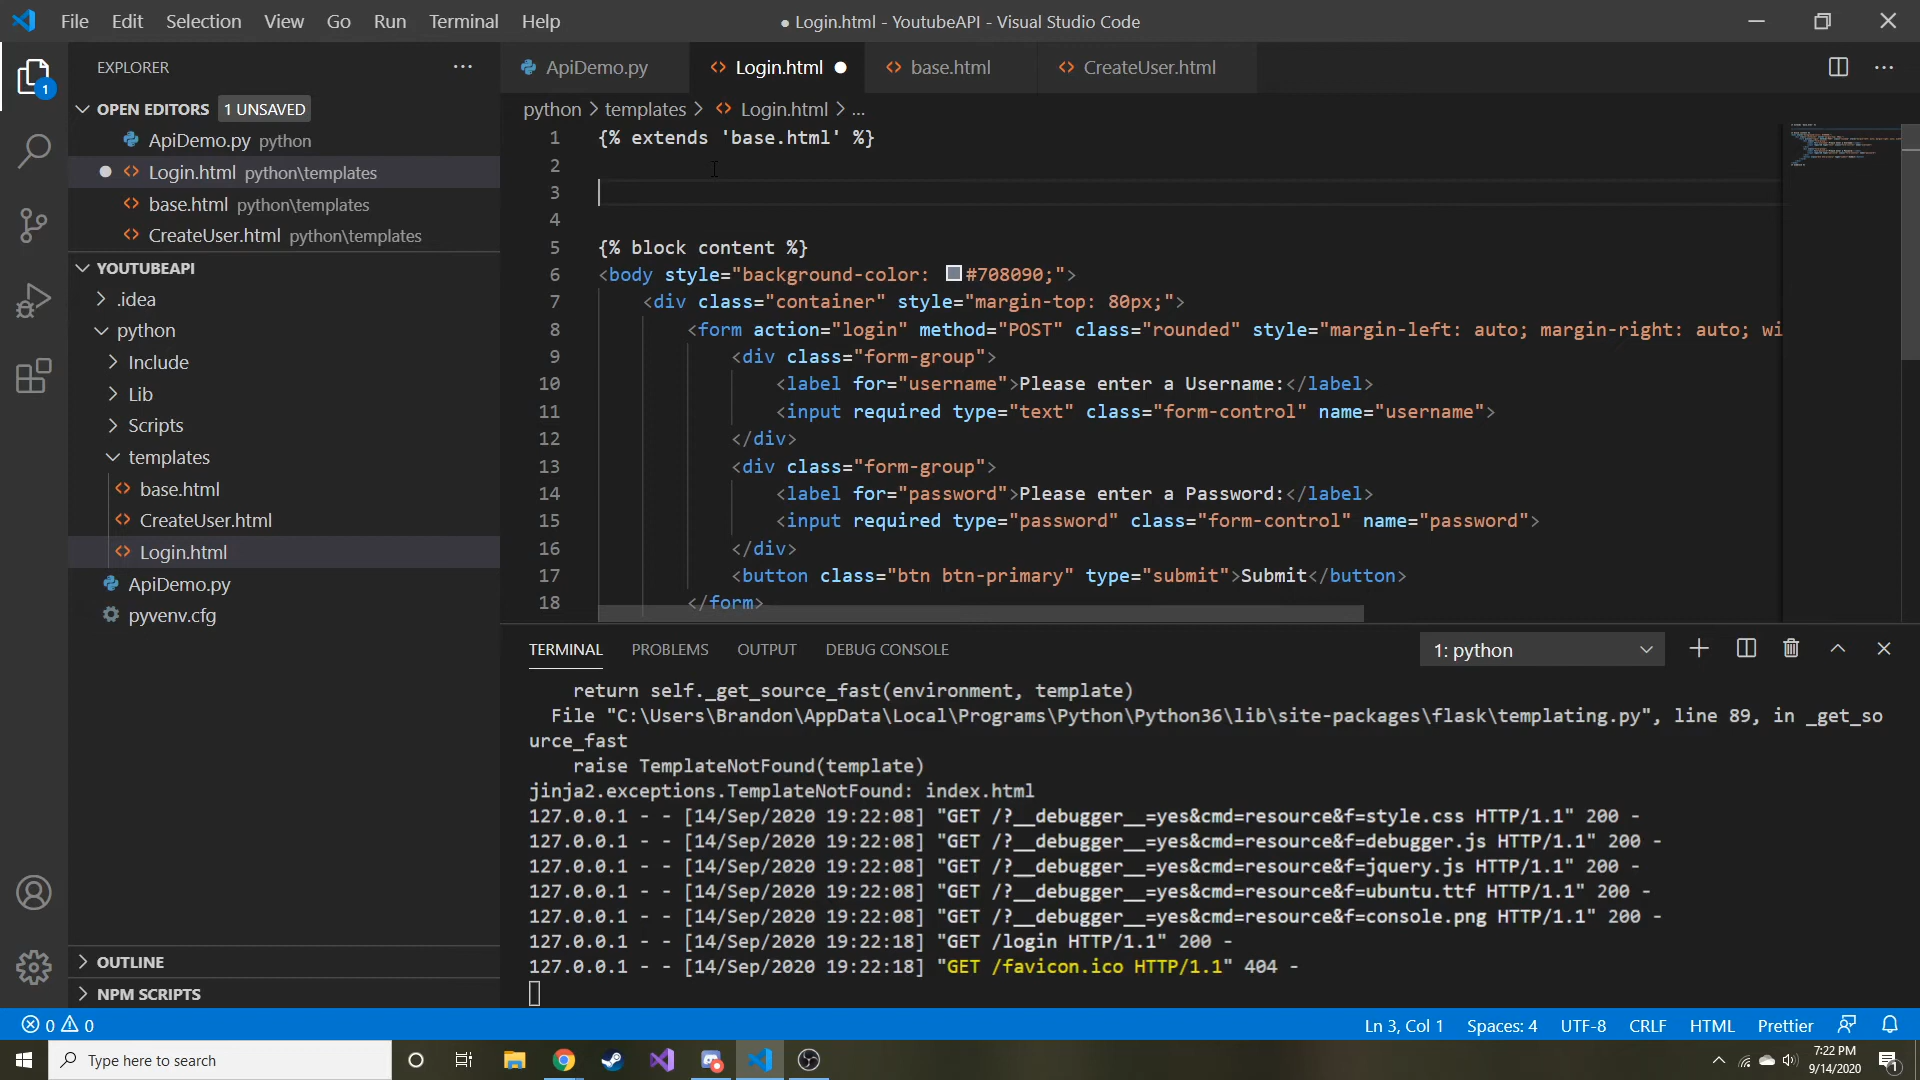 File Edit Selection View Go Run Terminal Help
● Login.html - YoutubeAPI - Visual Studio Code
EXPLORER
1
OPEN EDITORS 1 UNSAVED
ApiDemo.py python
Login.html python\templates
base.html python\templates
CreateUser.html python\templates
YOUTUBEAPI
.idea
python
Include
Lib
Scripts
templates
base.html
CreateUser.html
Login.html
ApiDemo.py
pyvenv.cfg
OUTLINE
NPM SCRIPTS
ApiDemo.py Login.html base.html CreateUser.html
python > templates > Login.html > ...
1 {% extends 'base.html' %}
2
3
4
5 {% block content %}
6 <body style="background-color: #708090;">
7 <div class="container" style="margin-top: 80px;">
8 <form action="login" method="POST" class="rounded" style="margin-left: auto; margin-right: auto; wi
9 <div class="form-group">
10 <label for="username">Please enter a Username:</label>
11 <input required type="text" class="form-control" name="username">
12 </div>
13 <div class="form-group">
14 <label for="password">Please enter a Password:</label>
15 <input required type="password" class="form-control" name="password">
16 </div>
17 <button class="btn btn-primary" type="submit">Submit</button>
18 </form>
TERMINAL PROBLEMS OUTPUT DEBUG CONSOLE 1: python
return self._get_source_fast(environment, template)
File "C:\Users\Brandon\AppData\Local\Programs\Python\Python36\lib\site-packages\flask\templating.py", line 89, in _get_so
urce_fast
raise TemplateNotFound(template)
jinja2.exceptions.TemplateNotFound: index.html
127.0.0.1 - - [14/Sep/2020 19:22:08] "GET /?__debugger__=yes&cmd=resource&f=style.css HTTP/1.1" 200 -
127.0.0.1 - - [14/Sep/2020 19:22:08] "GET /?__debugger__=yes&cmd=resource&f=debugger.js HTTP/1.1" 200 -
127.0.0.1 - - [14/Sep/2020 19:22:08] "GET /?__debugger__=yes&cmd=resource&f=jquery.js HTTP/1.1" 200 -
127.0.0.1 - - [14/Sep/2020 19:22:08] "GET /?__debugger__=yes&cmd=resource&f=ubuntu.ttf HTTP/1.1" 200 -
127.0.0.1 - - [14/Sep/2020 19:22:08] "GET /?__debugger__=yes&cmd=resource&f=console.png HTTP/1.1" 200 -
127.0.0.1 - - [14/Sep/2020 19:22:18] "GET /login HTTP/1.1" 200 -
127.0.0.1 - - [14/Sep/2020 19:22:18] "GET /favicon.ico HTTP/1.1" 404 -
0 0 Ln 3, Col 1 Spaces: 4 UTF-8 CRLF HTML Prettier
Type here to search
7:22 PM
9/14/2020
1